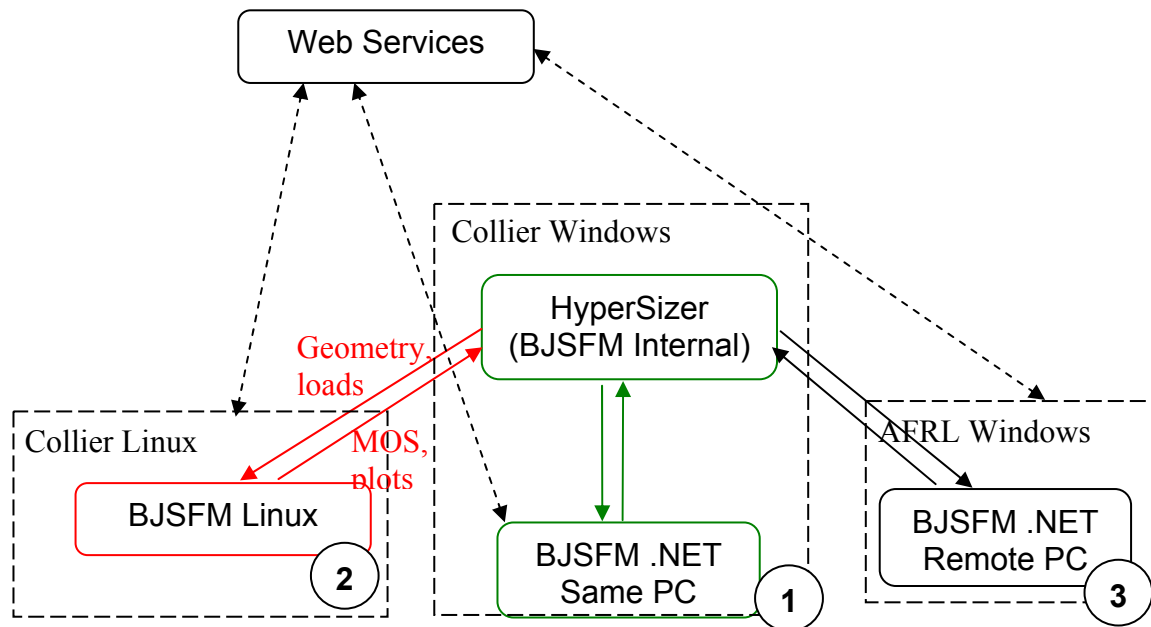 Web Services
Collier Windows
HyperSizer
(BJSFM Internal)
Geometry,
loads
MOS,
plots
Collier Linux
BJSFM Linux
2
BJSFM .NET
Same PC
1
AFRL Windows
BJSFM .NET
Remote PC
3